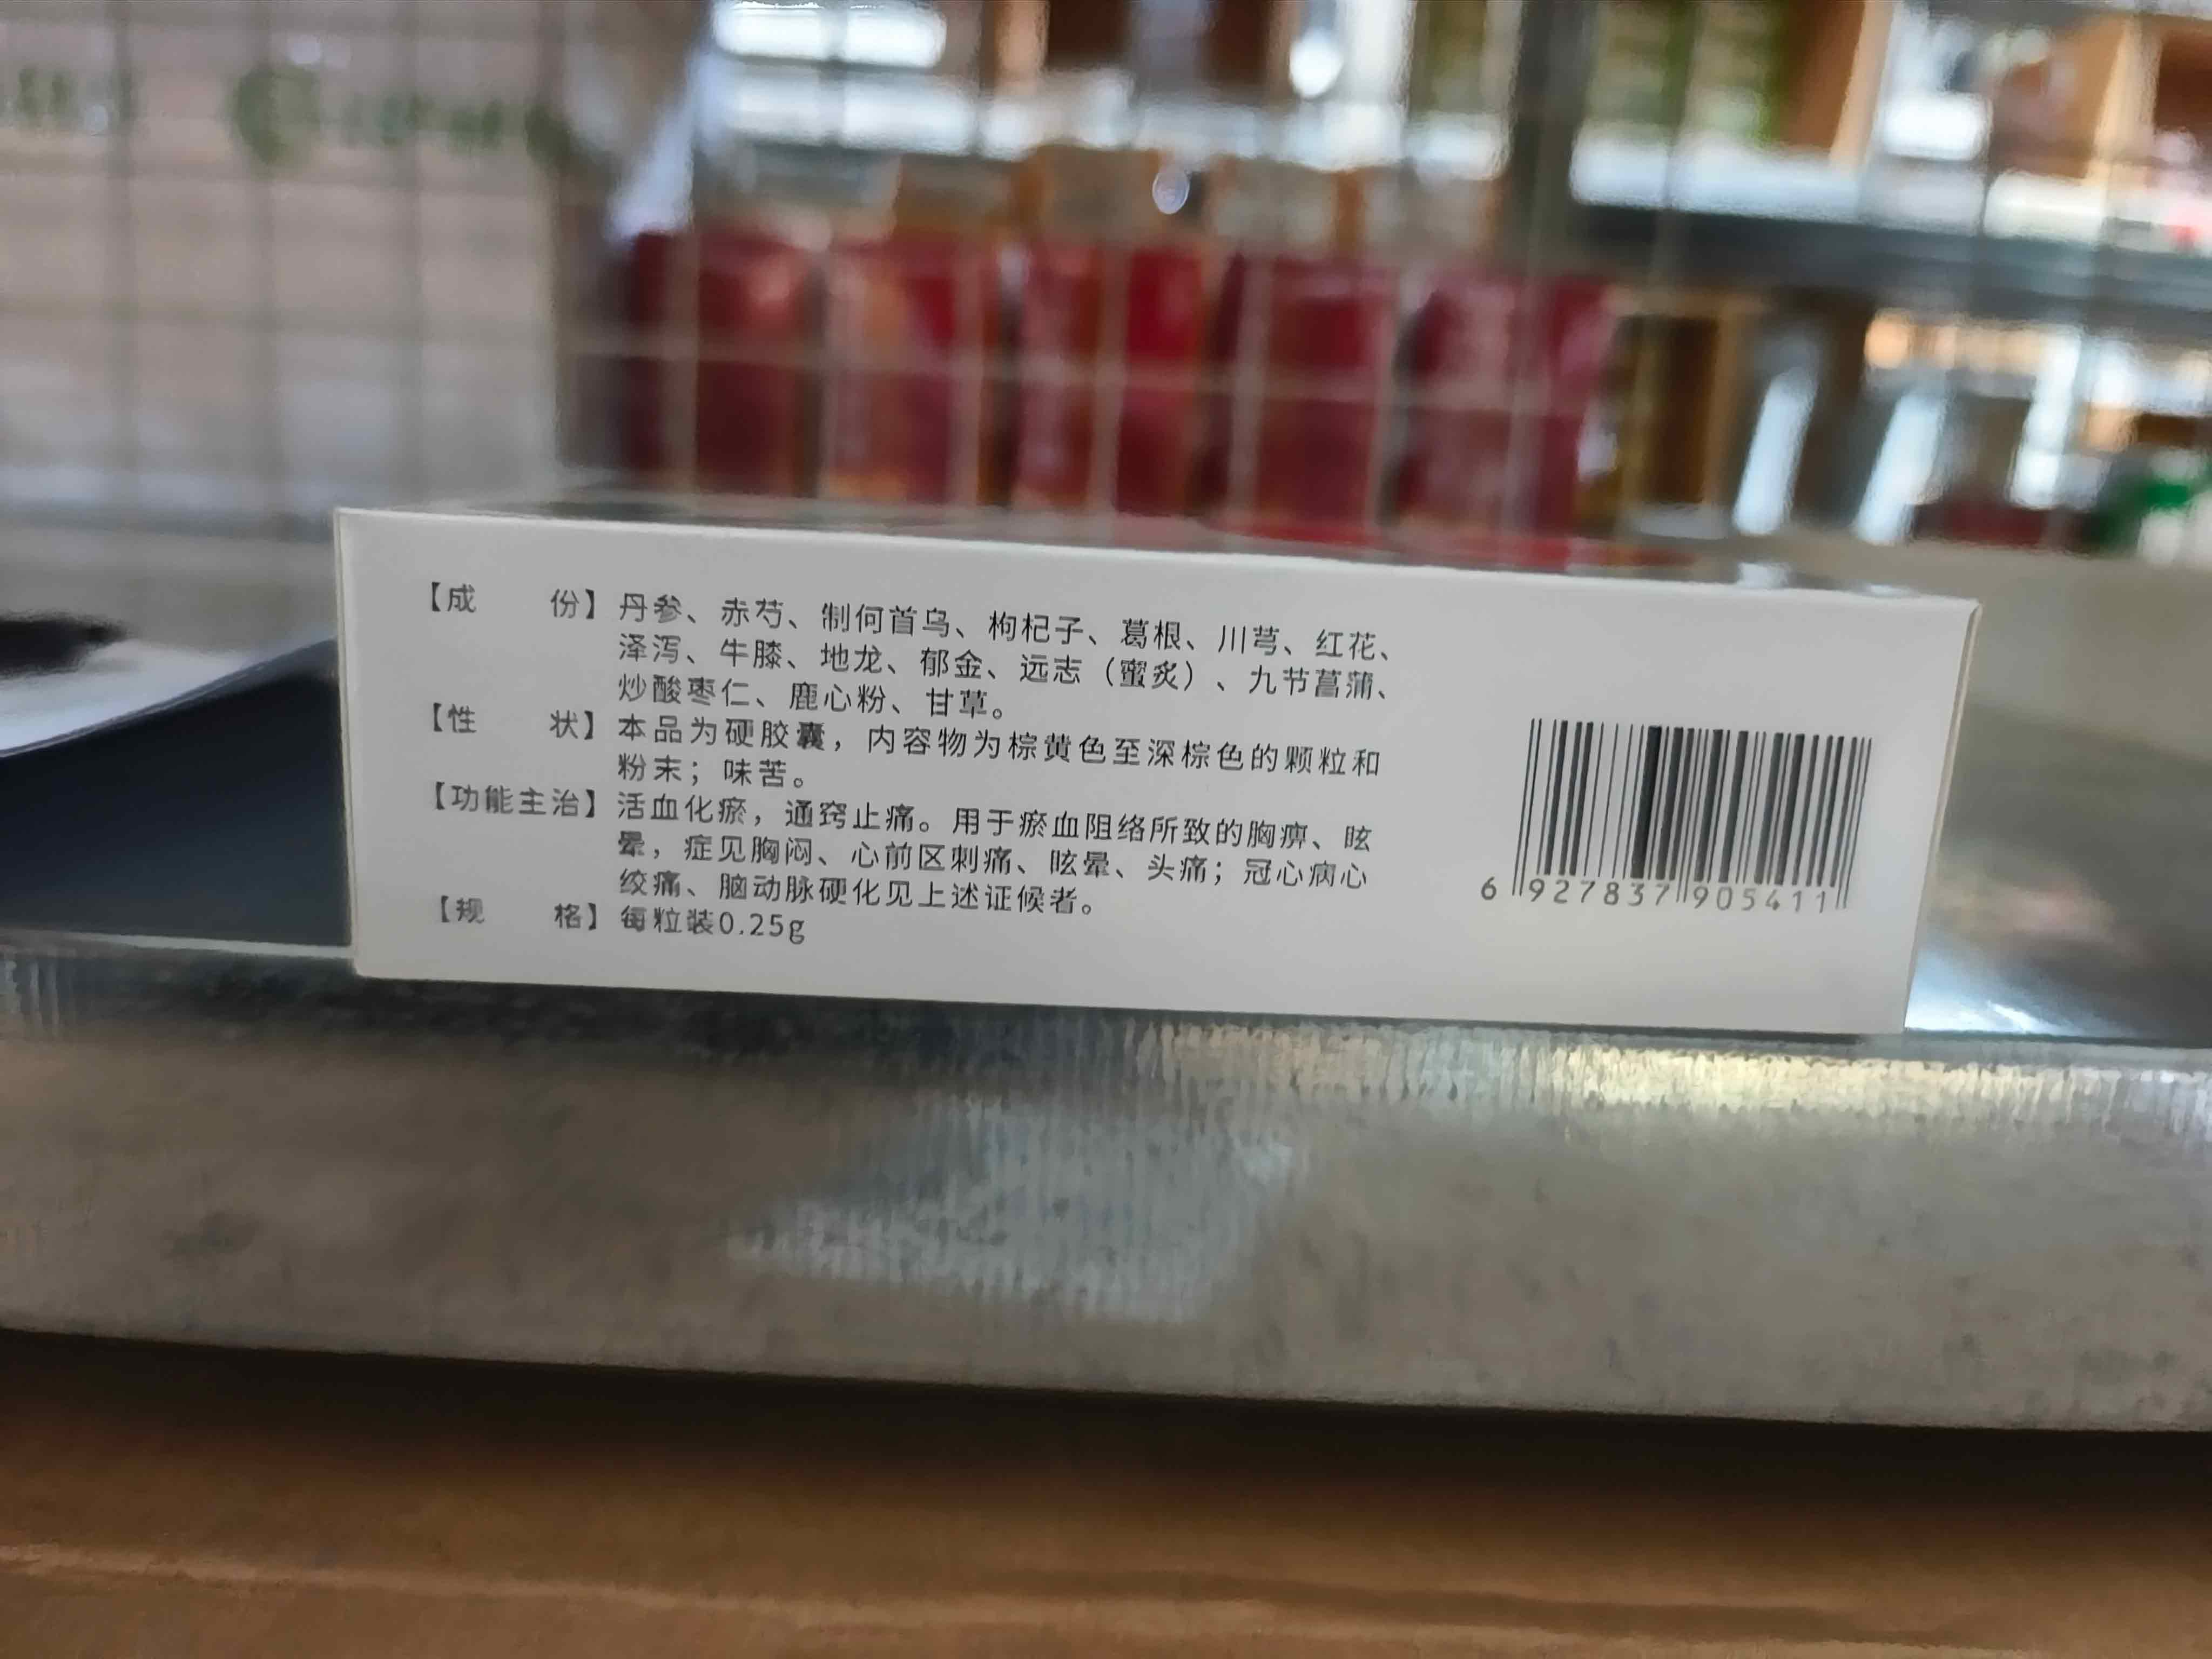 【成 份】丹参、赤芍、制何首乌、枸杞子、葛根、川芎、红花、
泽泻、牛膝、地龙、郁金、远志（蜜炙）、九节菖蒲、
炒酸枣仁、鹿心粉、甘草。
【性 状】本品为硬胶囊，内容物为棕黄色至深棕色的颗粒和
粉末；味苦。
【功能主治】活血化瘀，通窍止痛。用于瘀血阻络所致的胸痹、眩
晕，症见胸闷、心前区刺痛、眩晕、头痛；冠心病心
绞痛、脑动脉硬化见上述证候者。
【规 格】每粒装0.25g
6 927837 905411